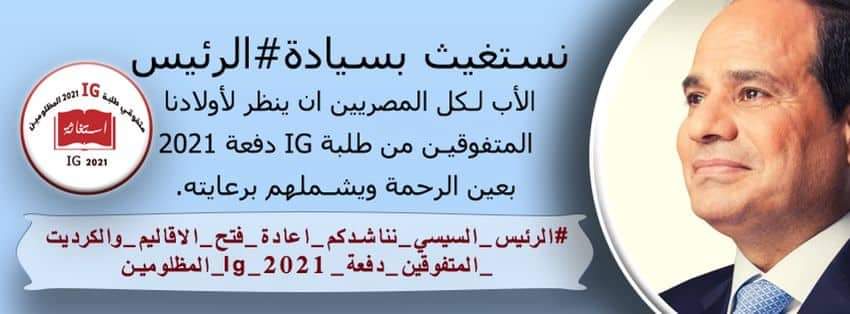 نستغيث بسيادة#الرئيس
الأب لكل المصريين ان ينظر لأولادنا
المتفوقين من طلبة IG دفعة 2021
بعين الرحمة ويشملهم برعايته.
#الرئيس_السيسي_نناشدكم_اعادة_فتح_الاقاليم_والكرديت
_المتفوقين_دفعة_2021_Ig_المظلومين
متفوقي طلبة IG 2021 المظلومين
استغاثة
IG 2021